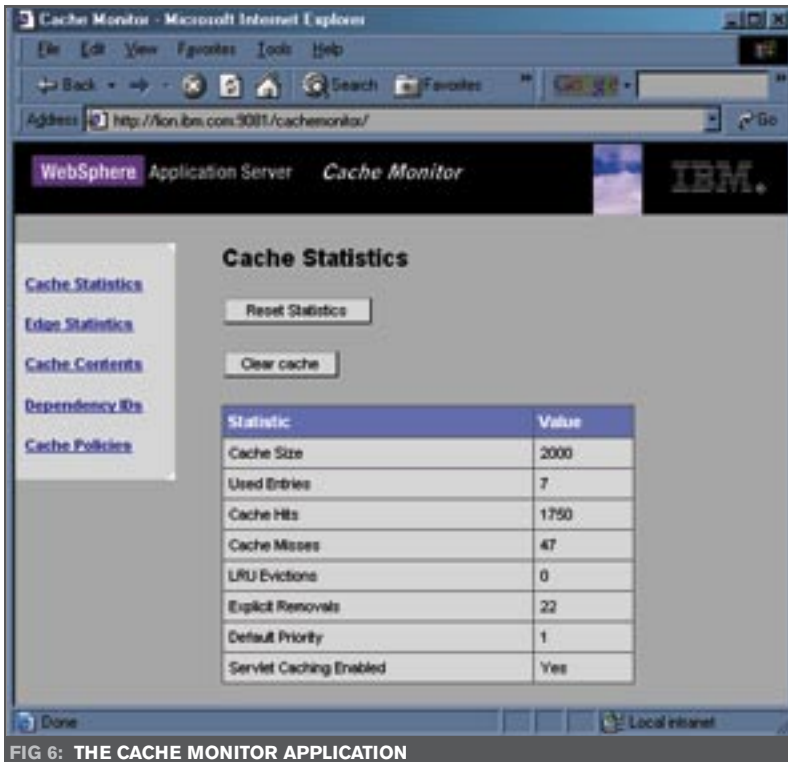 Cache Monitor - Microsoft Internet Explorer
File Edit View Favorites Tools Help
Back Search Favorites Google
Address http://lion.ibm.com:9081/cachemonitor/ Go
WebSphere Application Server Cache Monitor IBM.
Cache Statistics
Edge Statistics
Cache Contents
Dependency IDs
Cache Policies
Cache Statistics
Reset Statistics
Clear cache
Statistic Value
Cache Size 2000
Used Entries 7
Cache Hits 1750
Cache Misses 47
LRU Evictions 0
Explicit Removals 22
Default Priority 1
Servlet Caching Enabled Yes
Done Local intranet
FIG 6: THE CACHE MONITOR APPLICATION